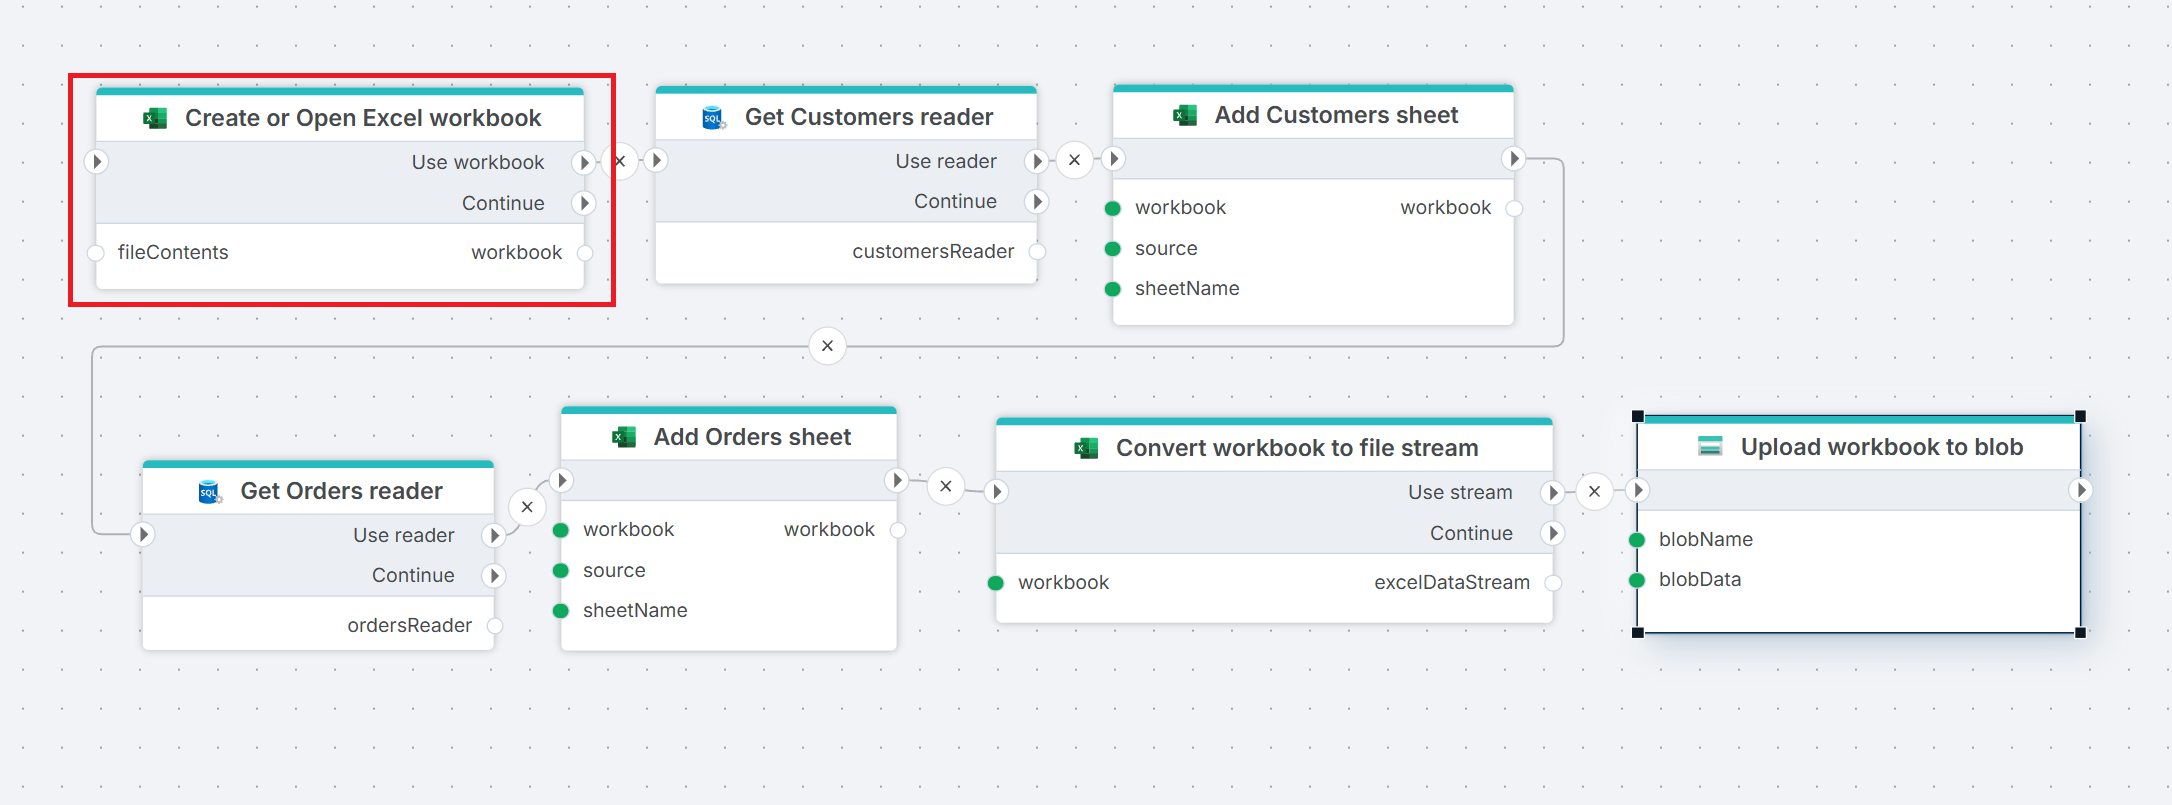 Create or Open Excel workbook
Use workbook
Continue
fileContents
workbook
Get Customers reader
Use reader
Continue
customersReader
Add Customers sheet
workbook
workbook
source
sheetName
Get Orders reader
Use reader
Continue
ordersReader
Add Orders sheet
workbook
workbook
source
sheetName
Convert workbook to file stream
Use stream
Continue
workbook
excelDataStream
Upload workbook to blob
blobName
blobData